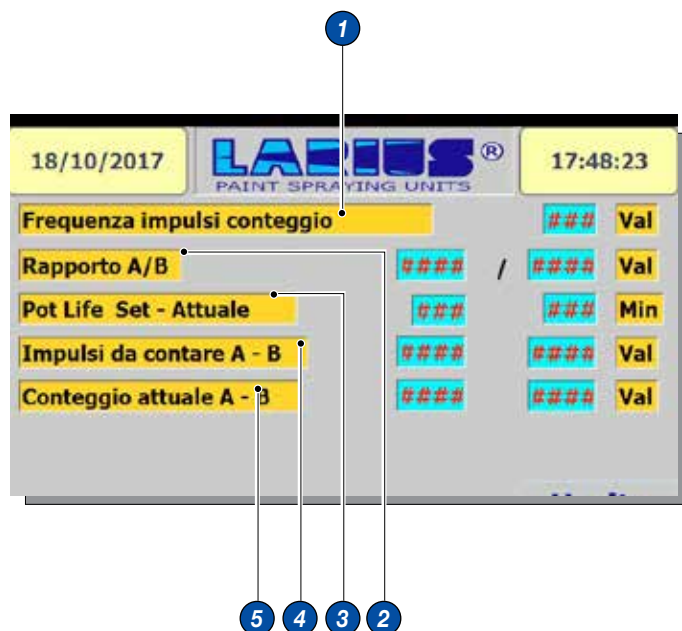 1
18/10/2017 LARIUS® 17:48:23
PAINT SPRAYING UNITS
Frequenza impulsi conteggio ### Val
Rapporto A/B #### / #### Val
Pot Life Set - Attuale ### ### Min
Impulsi da contare A - B #### #### Val
Conteggio attuale A - B #### #### Val
5 4 3 2